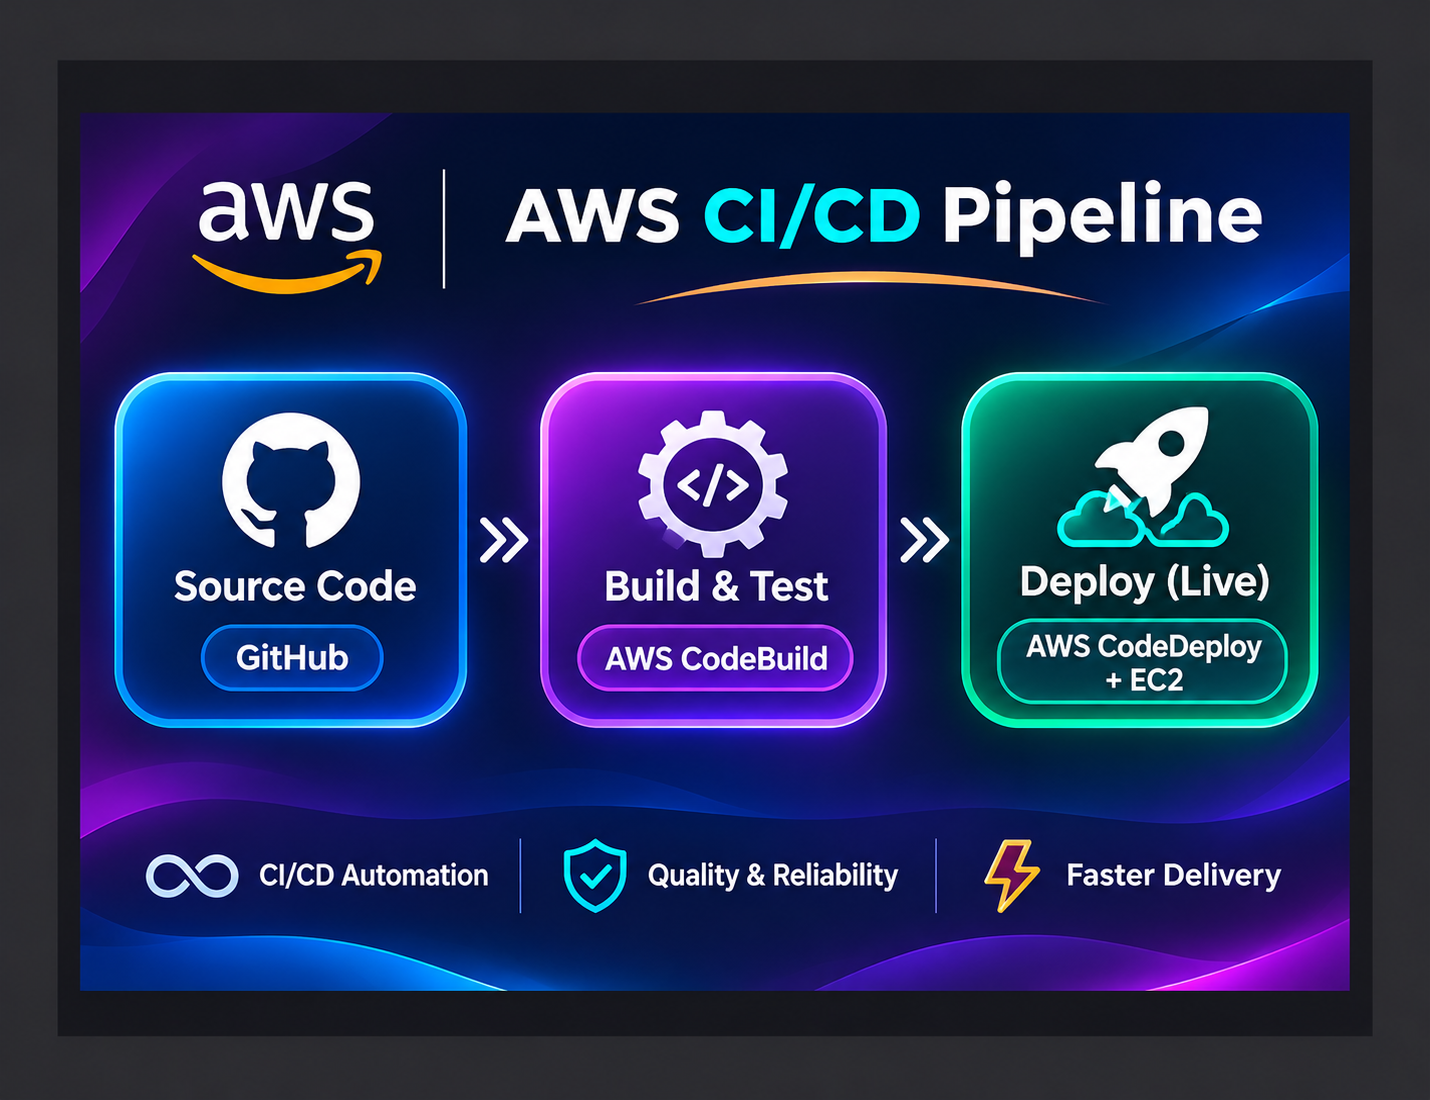 aws
AWS CI/CD Pipeline
Source Code
GitHub
Build & Test
AWS CodeBuild
Deploy (Live)
AWS CodeDeploy
+ EC2
CI/CD Automation
Quality & Reliability
Faster Delivery